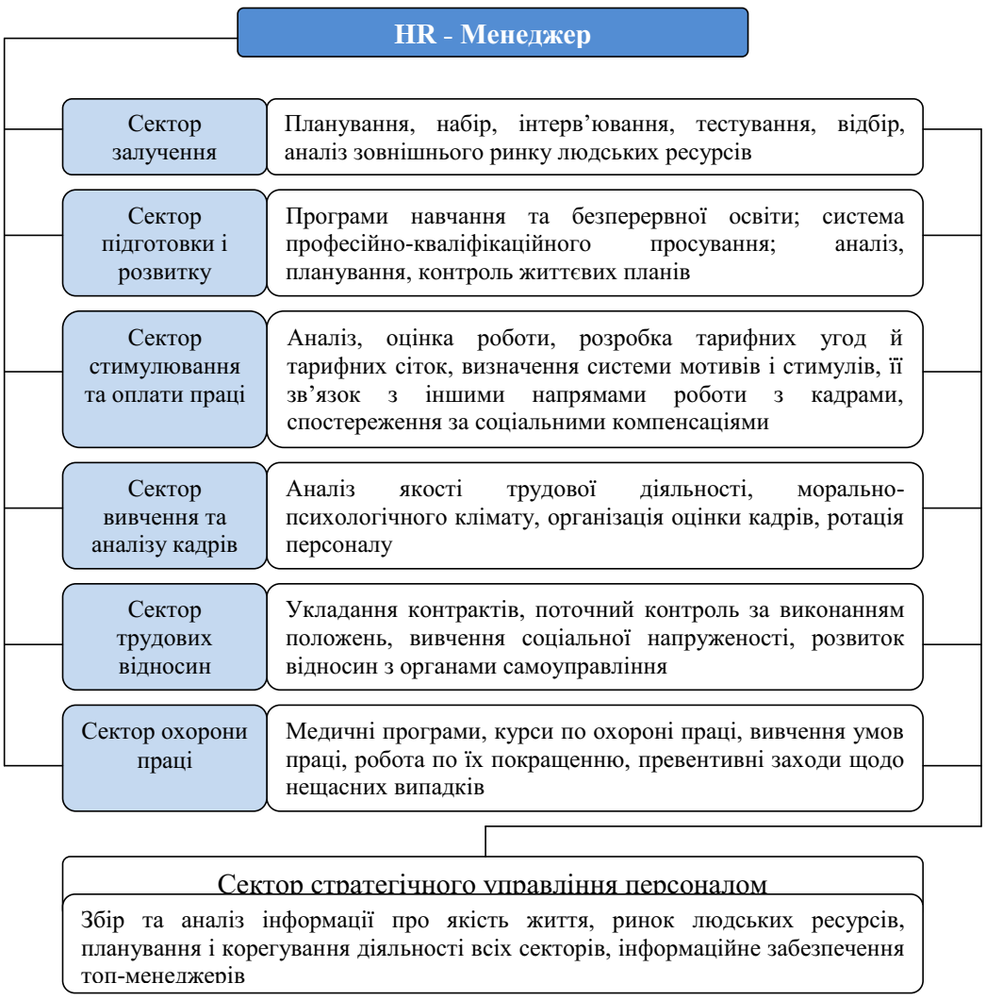 HR - Менеджер
Сектор
залучення
Планування, набір, інтерв’ювання, тестування, відбір,
аналіз зовнішнього ринку людських ресурсів
Сектор
підготовки і
розвитку
Програми навчання та безперервної освіти; система
професійно-кваліфікаційного просування; аналіз,
планування, контроль життєвих планів
Сектор
стимулювання
та оплати праці
Аналіз, оцінка роботи, розробка тарифних угод й
тарифних сіток, визначення системи мотивів і стимулів, її
зв’язок з іншими напрямами роботи з кадрами,
спостереження за соціальними компенсаціями
Сектор
вивчення та
аналізу кадрів
Аналіз якості трудової діяльності, морально-
психологічного клімату, організація оцінки кадрів, ротація
персоналу
Сектор
трудових
відносин
Укладання контрактів, поточний контроль за виконанням
положень, вивчення соціальної напруженості, розвиток
відносин з органами самоуправління
Сектор охорони
праці
Медичні програми, курси по охороні праці, вивчення умов
праці, робота по їх покращенню, превентивні заходи щодо
нещасних випадків
Сектор стратегічного управління персоналом
Збір та аналіз інформації про якість життя, ринок людських ресурсів,
планування і корегування діяльності всіх секторів, інформаційне забезпечення
топ-менеджерів